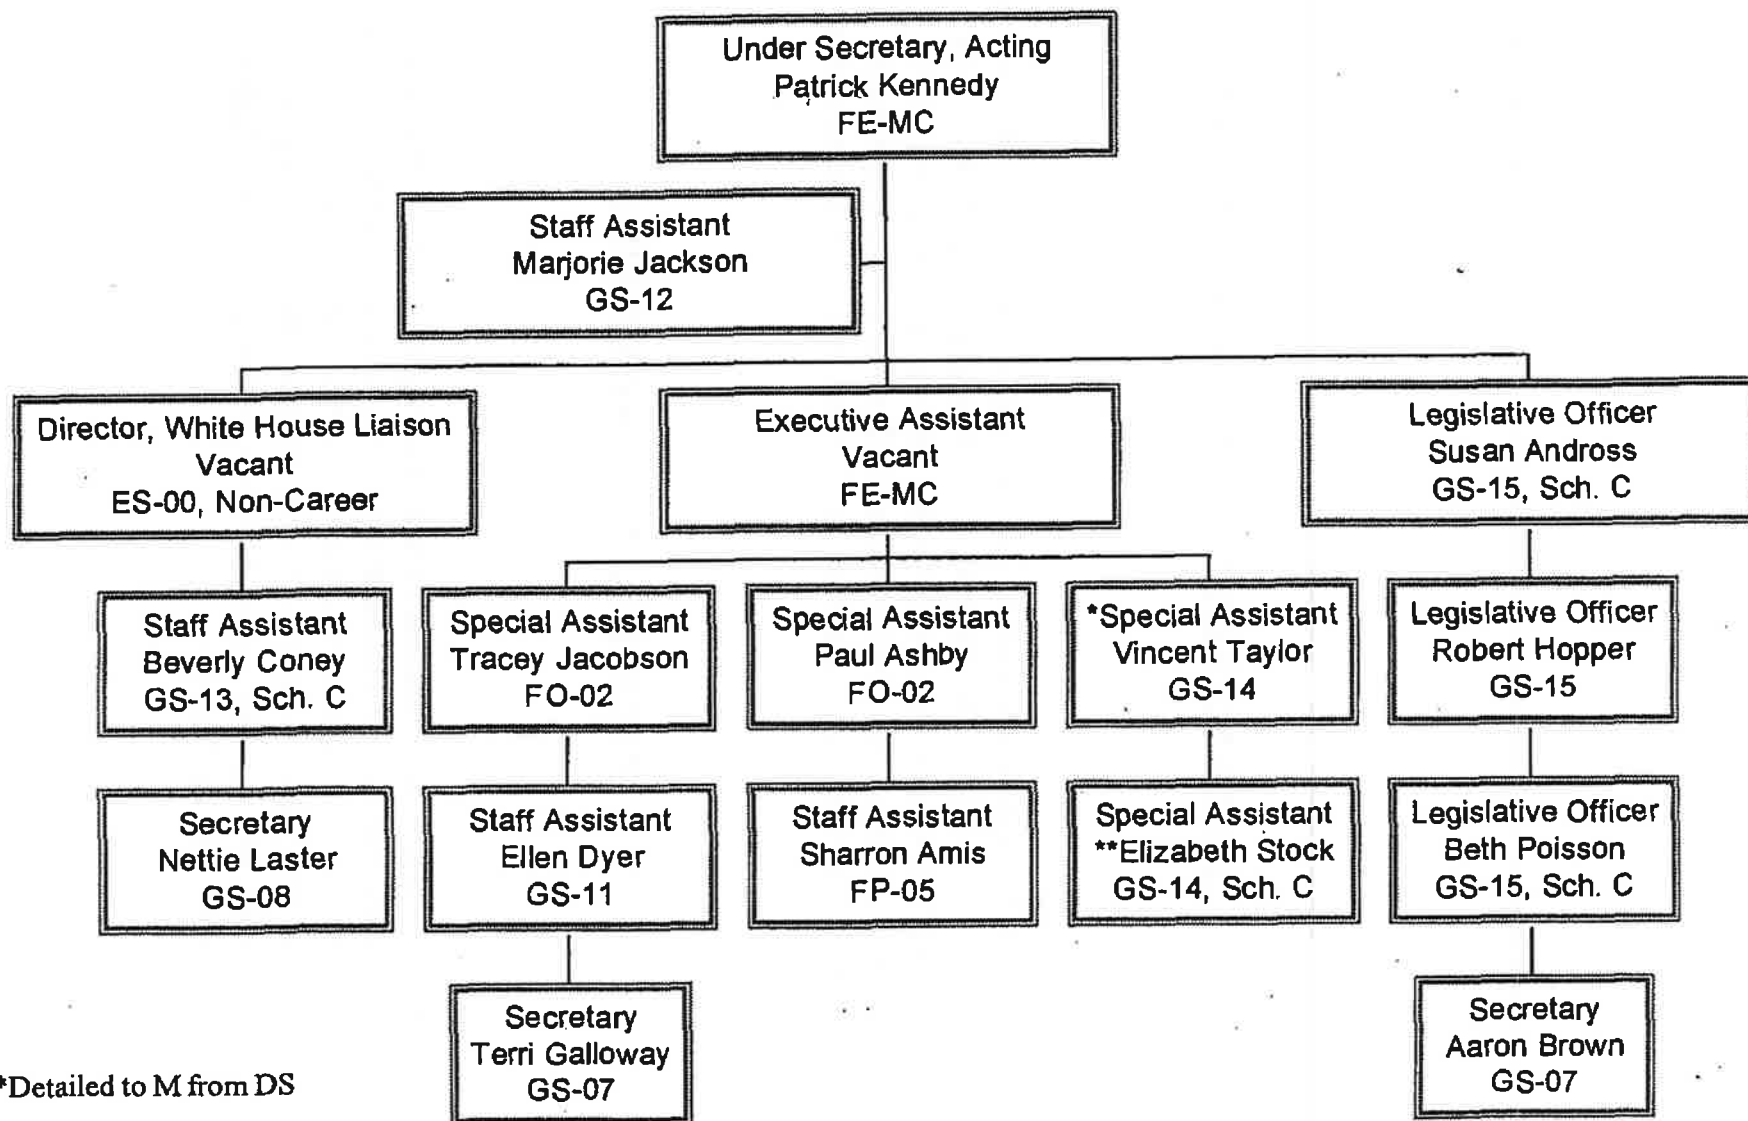 Under Secretary, Acting
Patrick Kennedy
FE-MC
Staff Assistant
Marjorie Jackson
GS-12
Director, White House Liaison
Vacant
ES-00, Non-Career
Executive Assistant
Vacant
FE-MC
Legislative Officer
Susan Andross
GS-15, Sch. C
Staff Assistant
Beverly Coney
GS-13, Sch. C
Special Assistant
Tracey Jacobson
FO-02
Special Assistant
Paul Ashby
FO-02
*Special Assistant
Vincent Taylor
GS-14
Legislative Officer
Robert Hopper
GS-15
Secretary
Nettie Laster
GS-08
Staff Assistant
Ellen Dyer
GS-11
Staff Assistant
Sharron Amis
FP-05
Special Assistant
**Elizabeth Stock
GS-14, Sch. C
Legislative Officer
Beth Poisson
GS-15, Sch. C
Secretary
Terri Galloway
GS-07
Secretary
Aaron Brown
GS-07
*Detailed to M from DS